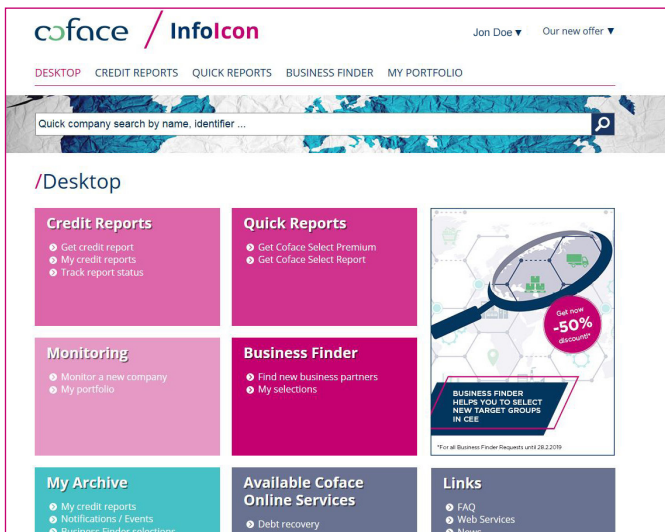 coface / InfoIcon
Jon Doe ▼ Our new offer ▼
DESKTOP CREDIT REPORTS QUICK REPORTS BUSINESS FINDER MY PORTFOLIO
Quick company search by name, identifier ...
/Desktop
Credit Reports
Get credit report
My credit reports
Track report status
Quick Reports
Get Coface Select Premium
Get Coface Select Report
Get now
-50%
discount!*
BUSINESS FINDER
HELPS YOU TO SELECT
NEW TARGET GROUPS
IN CEE
*For all Business Finder Requests until 28.2.2019
Monitoring
Monitor a new company
My portfolio
Business Finder
Find new business partners
My selections
My Archive
My credit reports
Notifications / Events
Business Finder selections
Available Coface
Online Services
Debt recovery
Links
FAQ
Web Services
News